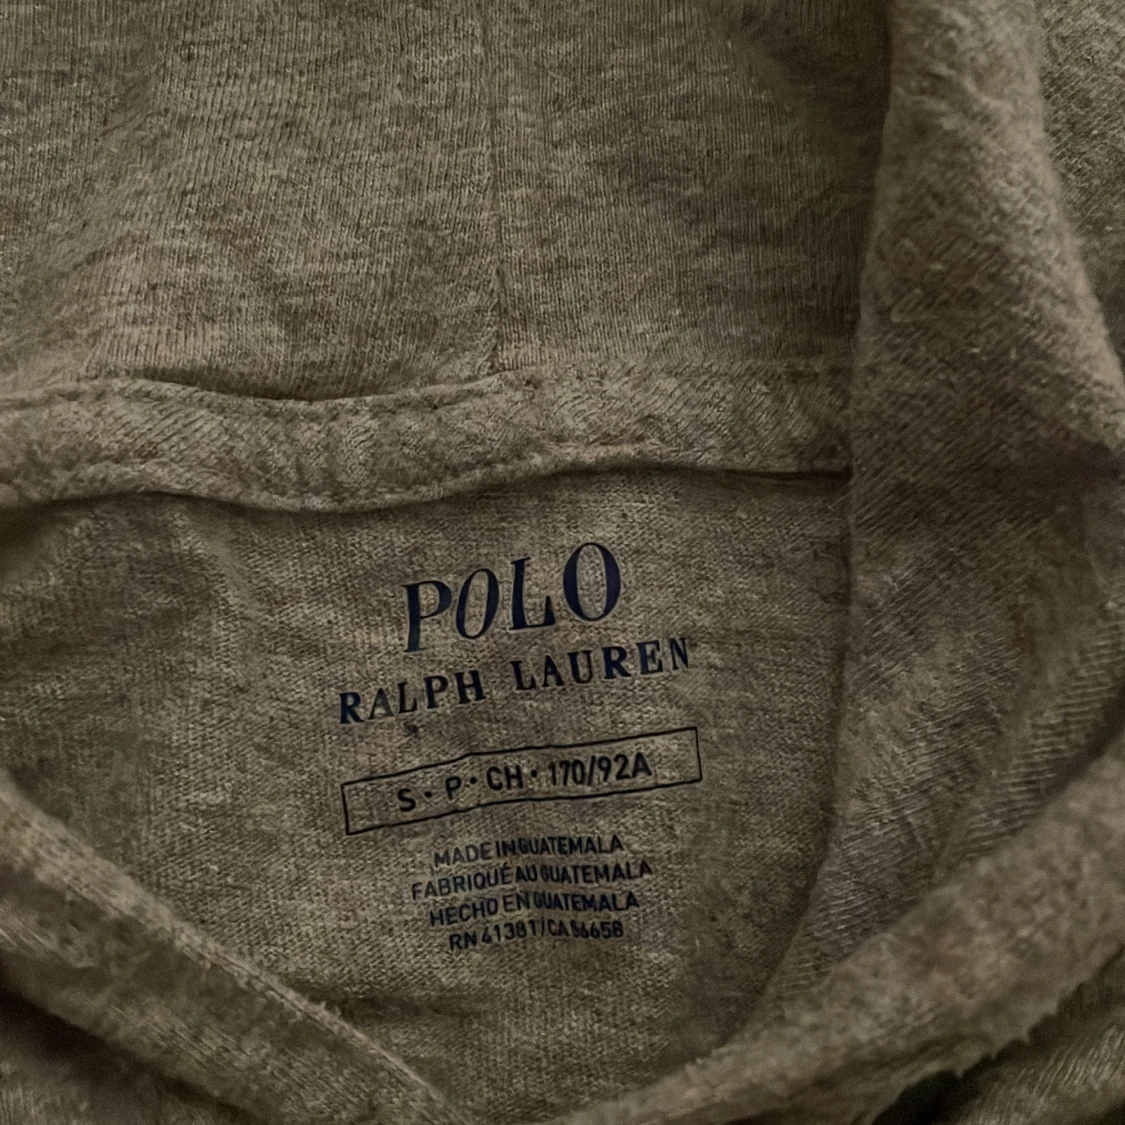 POLO
RALPH LAUREN
S · P · CH · 170/92A
MADE IN GUATEMALA
FABRIQUÉ AU GUATEMALA
HECHO EN GUATEMALA
RN 41381/CA 56658